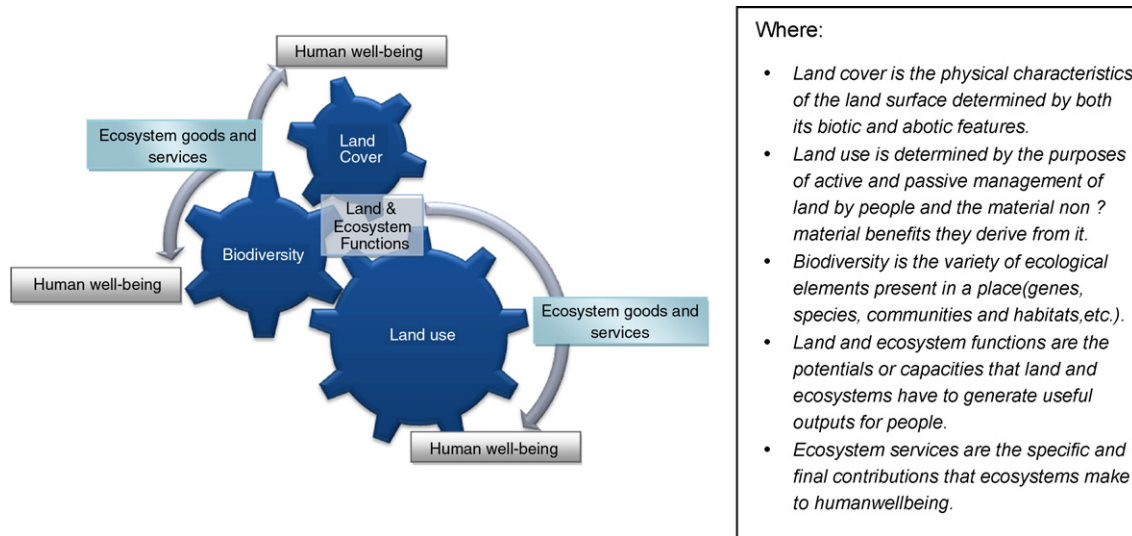 Human well-being
Ecosystem goods and
services
Land
Cover
Land &
Ecosystem
Functions
Biodiversity
Human well-being
Ecosystem goods and
services
Land use
Human well-being
Where:
• Land cover is the physical characteristics
of the land surface determined by both
its biotic and abotic features.
• Land use is determined by the purposes
of active and passive management of
land by people and the material non ?
material benefits they derive from it.
• Biodiversity is the variety of ecological
elements present in a place(genes,
species, communities and habitats,etc.).
• Land and ecosystem functions are the
potentials or capacities that land and
ecosystems have to generate useful
outputs for people.
• Ecosystem services are the specific and
final contributions that ecosystems make
to humanwellbeing.